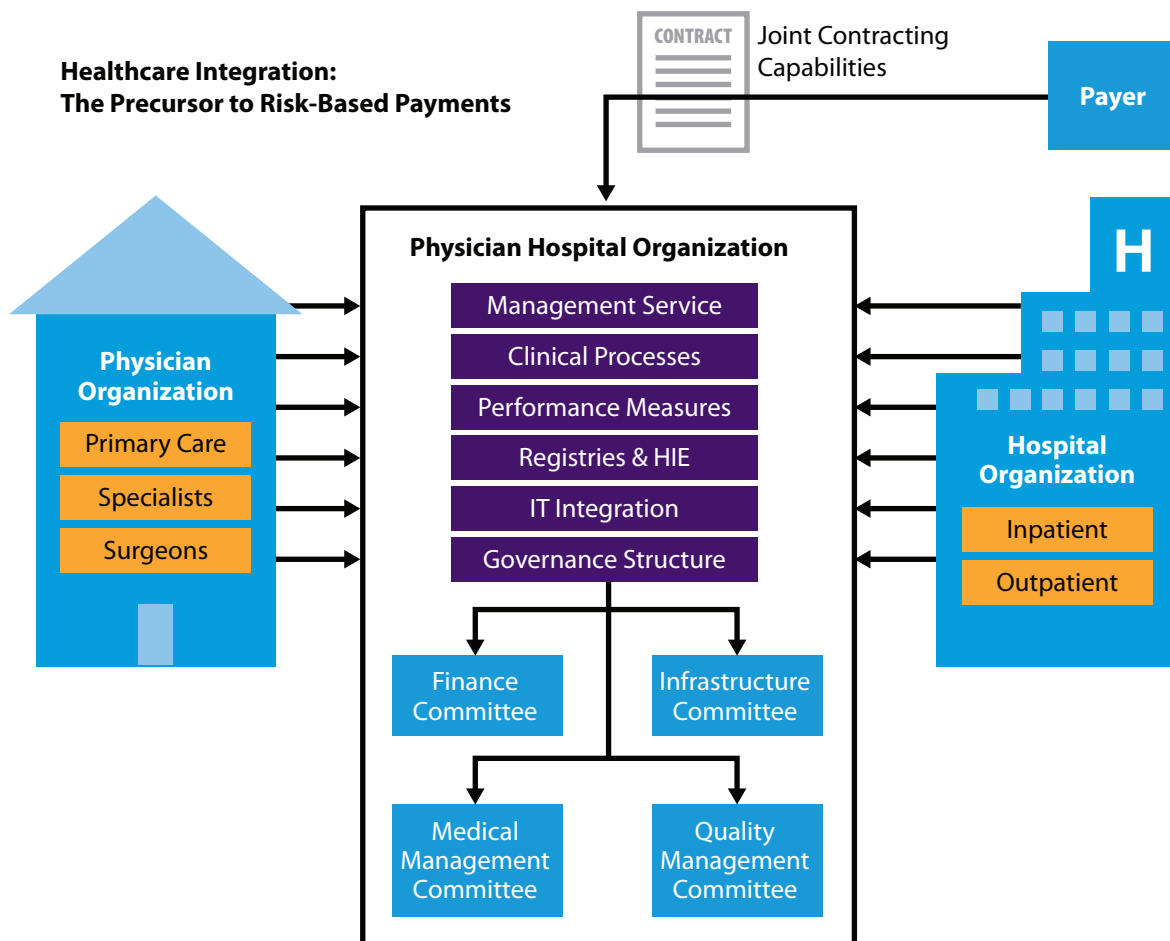 Healthcare Integration:
The Precursor to Risk-Based Payments
CONTRACT
Joint Contracting
Capabilities
Payer
Physician Hospital Organization
Management Service
Clinical Processes
Performance Measures
Registries & HIE
IT Integration
Governance Structure
Finance
Committee
Infrastructure
Committee
Medical
Management
Committee
Quality
Management
Committee
Physician
Organization
Primary Care
Specialists
Surgeons
H
Hospital
Organization
Inpatient
Outpatient